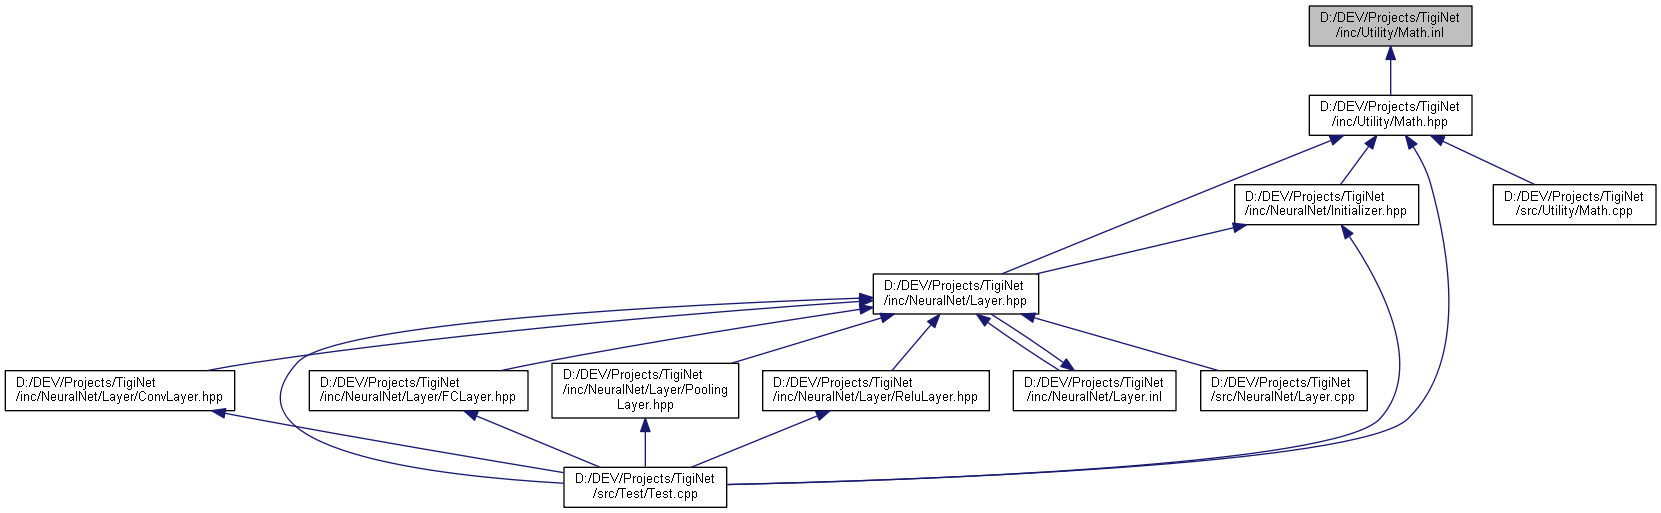 D:/DEV/Projects/TigiNet
/inc/Utility/Math.inl
D:/DEV/Projects/TigiNet
/inc/Utility/Math.hpp
D:/DEV/Projects/TigiNet
/inc/NeuralNet/Initializer.hpp
D:/DEV/Projects/TigiNet
/src/Utility/Math.cpp
D:/DEV/Projects/TigiNet
/inc/NeuralNet/Layer.hpp
D:/DEV/Projects/TigiNet
/inc/NeuralNet/Layer/ConvLayer.hpp
D:/DEV/Projects/TigiNet
/inc/NeuralNet/Layer/FCLayer.hpp
D:/DEV/Projects/TigiNet
/inc/NeuralNet/Layer/Pooling
Layer.hpp
D:/DEV/Projects/TigiNet
/inc/NeuralNet/Layer/ReluLayer.hpp
D:/DEV/Projects/TigiNet
/inc/NeuralNet/Layer.inl
D:/DEV/Projects/TigiNet
/src/NeuralNet/Layer.cpp
D:/DEV/Projects/TigiNet
/src/Test/Test.cpp